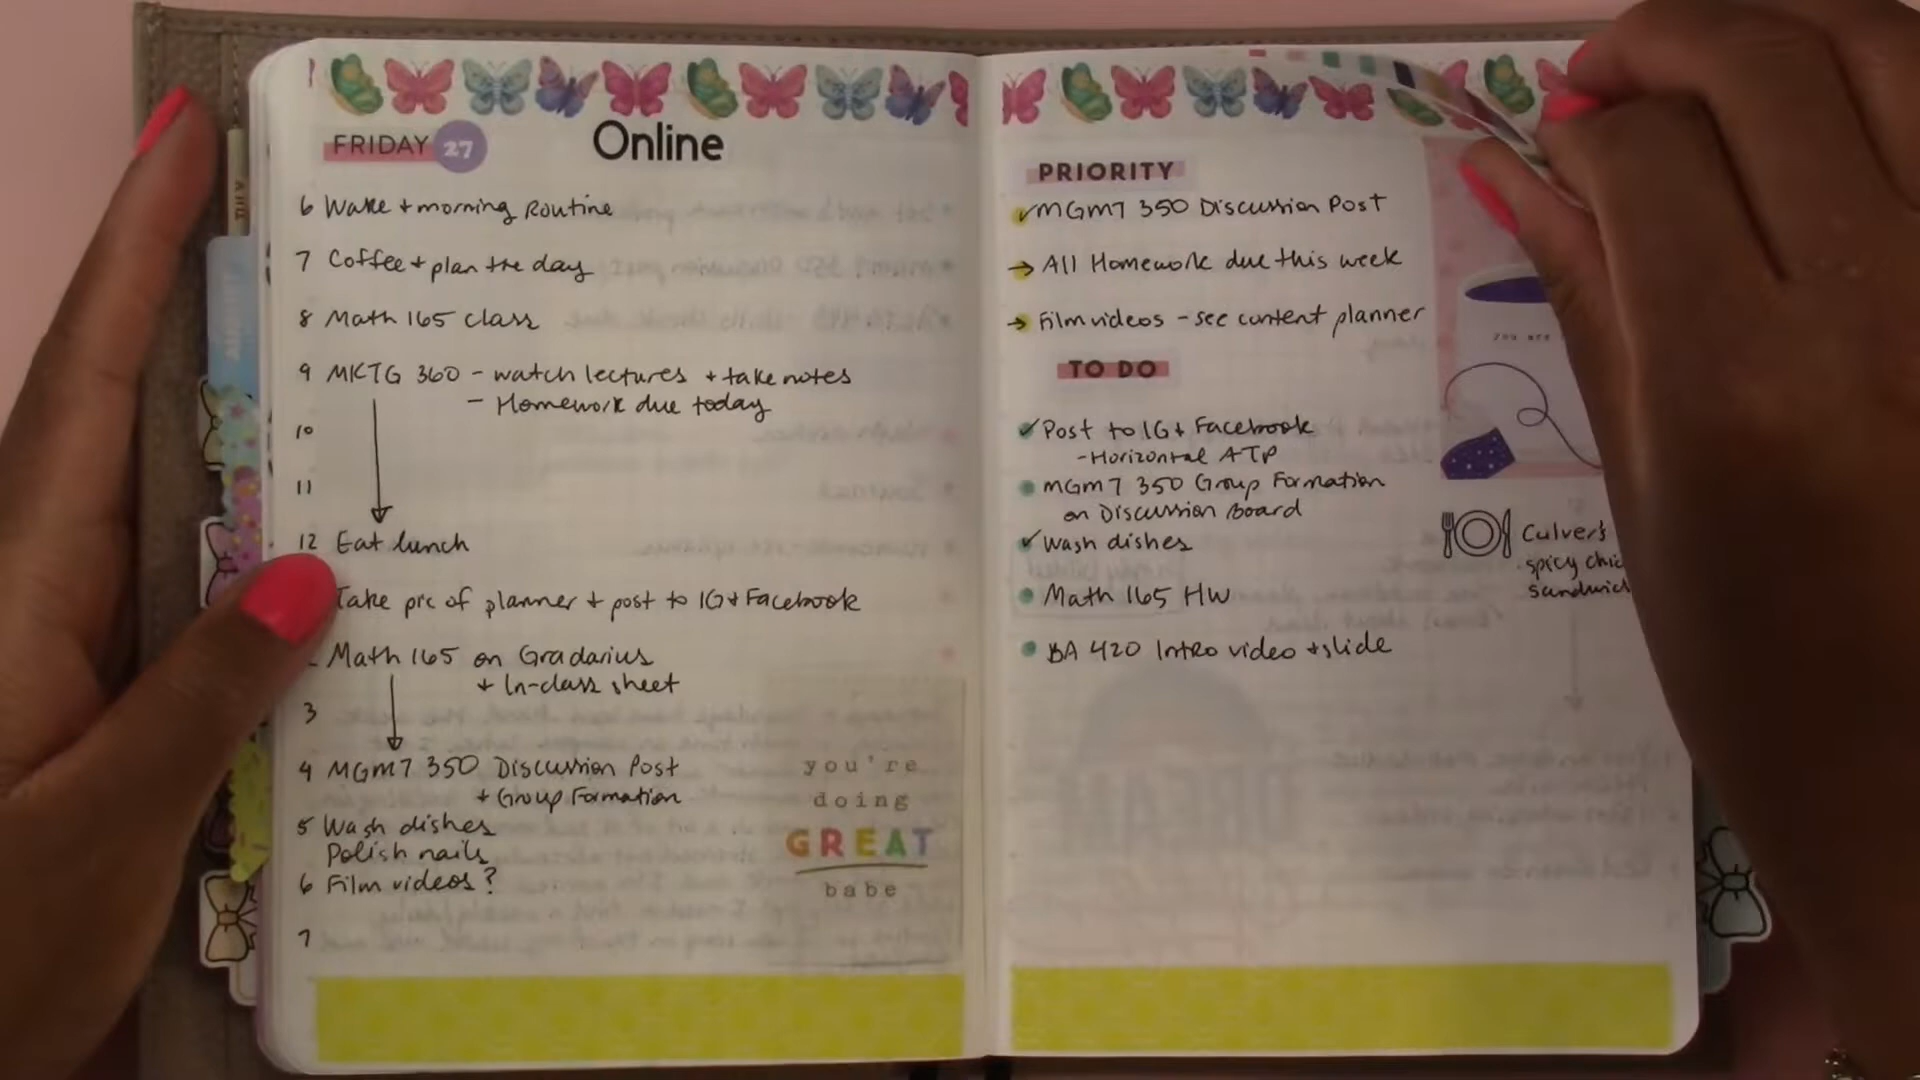 FRIDAY 27
Online
6 Wake + morning Routine
7 Coffee + plan the day
8 Math 165 class
9 MKTG 360 - watch lectures + take notes
- Homework due today
10
11
12 Eat lunch
Take pic of planner + post to IG + Facebook
Math 165 on Gradarius
+ In-class sheet
3
4 MGMT 350 Discussion Post
+ Group Formation
5 Wash dishes
Polish nails
6 Film videos?
7
you're
doing
GREAT
babe
PRIORITY
✓ MGMT 350 Discussion Post
→ All Homework due this week
→ Film videos - see content planner
TO DO
✓ Post to IG + Facebook
- Horizontal ATP
• MGMT 350 Group Formation
on Discussion Board
✓ Wash dishes
• Math 165 HW
• BA 420 Intro video + slide
you are
Culver's
spicy